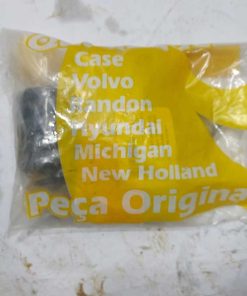 Case
Volvo
Randon
Hyundai
Michigan
New Holland
Peça Origina